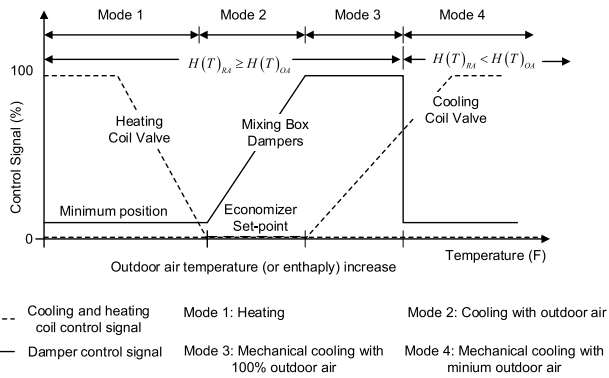 Mode 1 Mode 2 Mode 3 Mode 4
H(T)RA ≥ H(T)OA H(T)RA < H(T)OA
100
Control Signal (%)
Heating
Coil Valve
Mixing Box
Dampers
Cooling
Coil Valve
Minimum position
Economizer
Set-point
0
Temperature (F)
Outdoor air temperature (or enthaply) increase
Cooling and heating
coil control signal
Mode 1: Heating
Mode 2: Cooling with outdoor air
Damper control signal
Mode 3: Mechanical cooling with
100% outdoor air
Mode 4: Mechanical cooling with
minium outdoor air